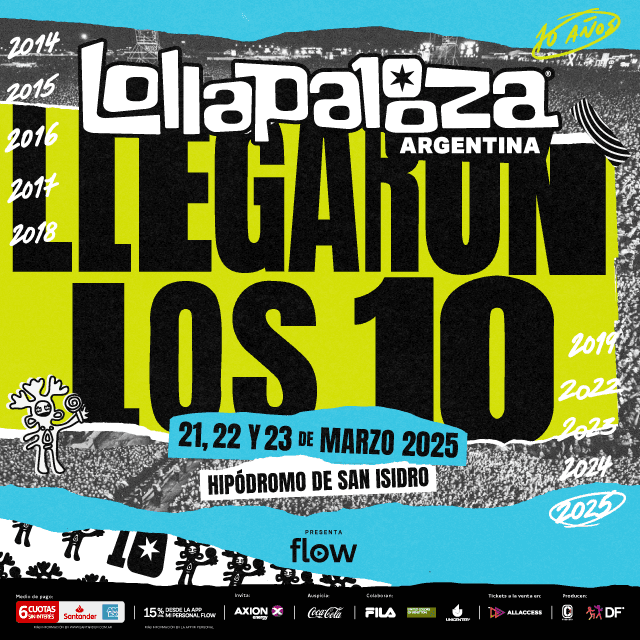 10 AÑOS
2014
Lollapalooza
2015
ARGENTINA
2016
LLEGARON
2017
2018
LOS 10
2019
2022
2023
2024
2025
21, 22 Y 23 DE MARZO 2025
HIPÓDROMO DE SAN ISIDRO
PRESENTA
flow
10
Medio de pago:
6 CUOTAS SIN INTERÉS
Santander
15% DESDE LA APP AL MI PERSONAL FLOW
Invita:
AXION energy
Auspicia:
Coca-Cola
Colaboran:
FILA
UNICENTER
Tickets a la venta en:
ALLACCESS
Producen:
DF